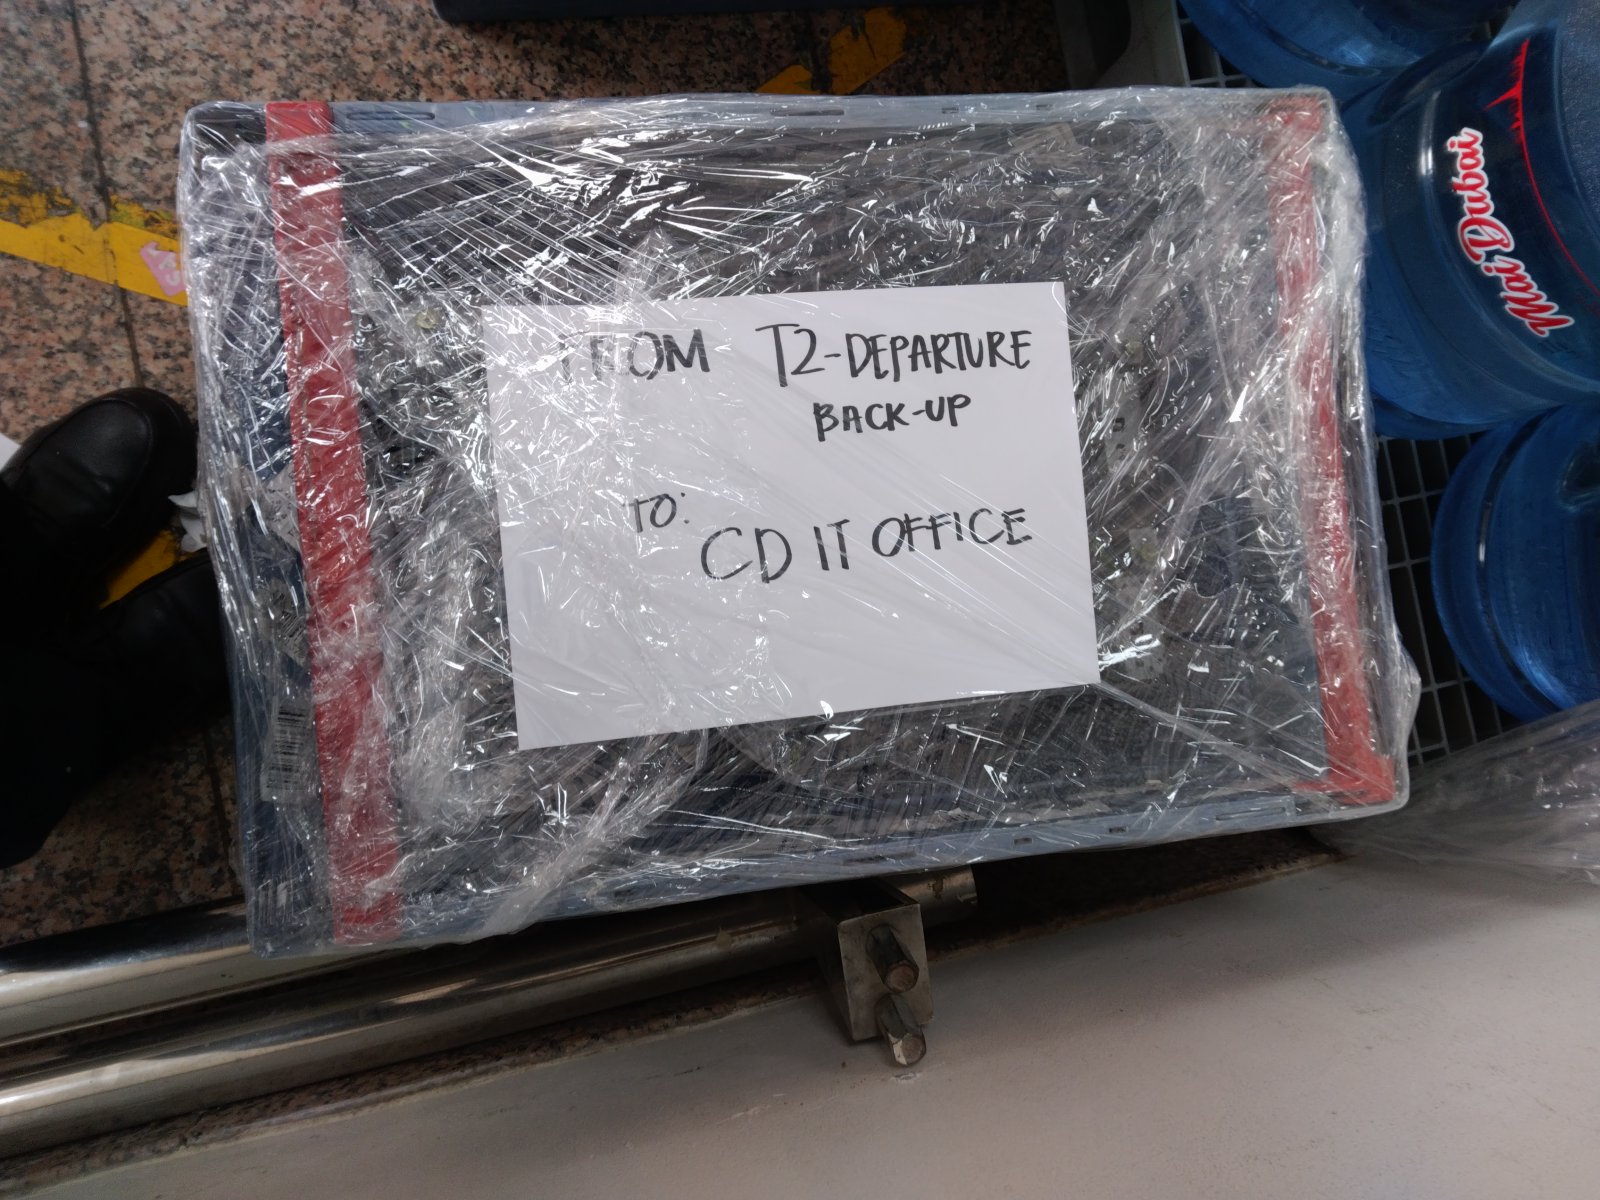 FROM T2-DEPARTURE
BACK-UP
TO:
CD IT OFFICE
Mai Dubai